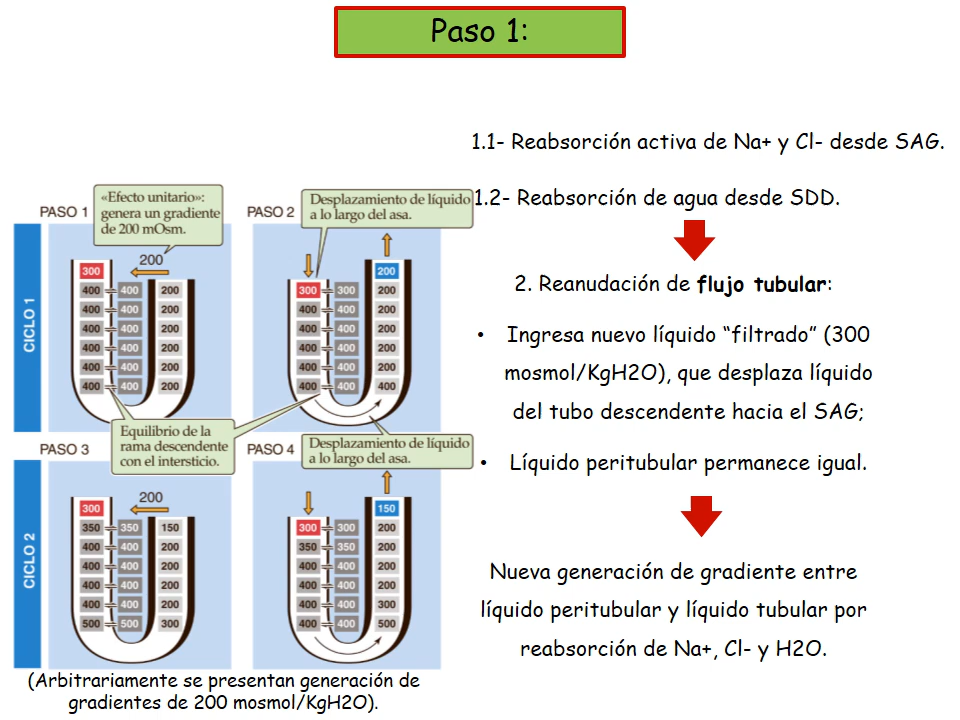 Paso 1:
1.1- Reabsorción activa de Na+ y Cl- desde SAG.
1.2- Reabsorción de agua desde SDD.
2. Reanudación de flujo tubular:
• Ingresa nuevo líquido “filtrado” (300
mosmol/KgH2O), que desplaza líquido
del tubo descendente hacia el SAG;
• Líquido peritubular permanece igual.
Nueva generación de gradiente entre
líquido peritubular y líquido tubular por
reabsorción de Na+, Cl- y H2O.
CICLO 1
PASO 1
«Efecto unitario»:
genera un gradiente
de 200 mOsm.
200
300
400 400 200
400 400 200
400 400 200
400 400 200
400 400 200
400 400 200
PASO 2
Desplazamiento de líquido
a lo largo del asa.
200
300 300 200
400 400 200
400 400 200
400 400 200
400 400 200
400 400 400
Equilibrio de la
rama descendente
con el intersticio.
Desplazamiento de líquido
a lo largo del asa.
CICLO 2
PASO 3
200
300
350 350 150
400 400 200
400 400 200
400 400 200
400 400 200
500 500 300
PASO 4
150
300 300 200
350 350 200
400 400 200
400 400 200
400 400 300
400 400 500
(Arbitrariamente se presentan generación de
gradientes de 200 mosmol/KgH2O).